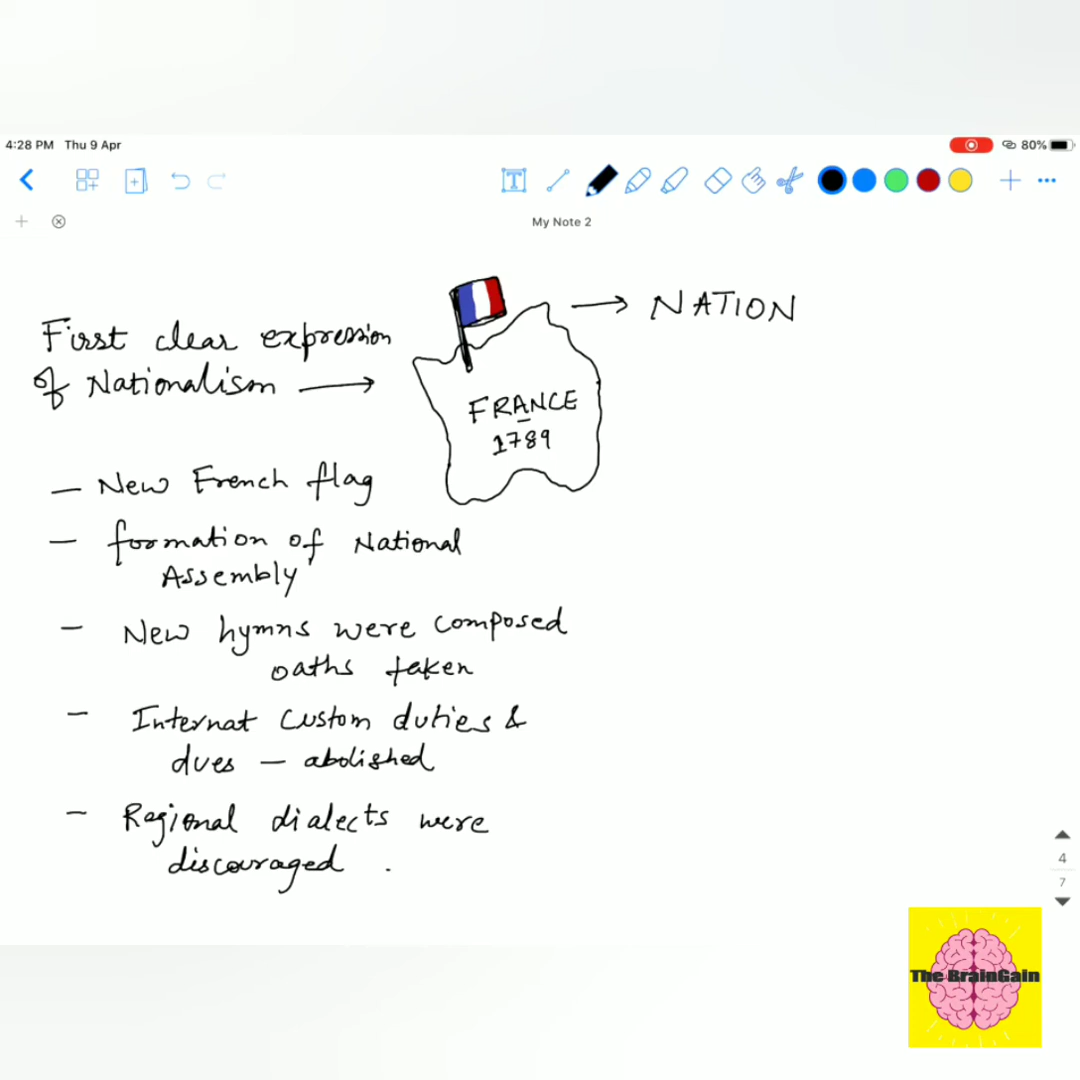 4:28 PM Thu 9 Apr
80%
T
My Note 2
First clear expression
of Nationalism →
→ NATION
FRANCE
1789
— New French flag
— formation of National
Assembly
— New hymns were composed
oaths taken
— Internat Custom duties &
dues — abolished
— Regional dialects were
discouraged .
4
7
The BrainGain